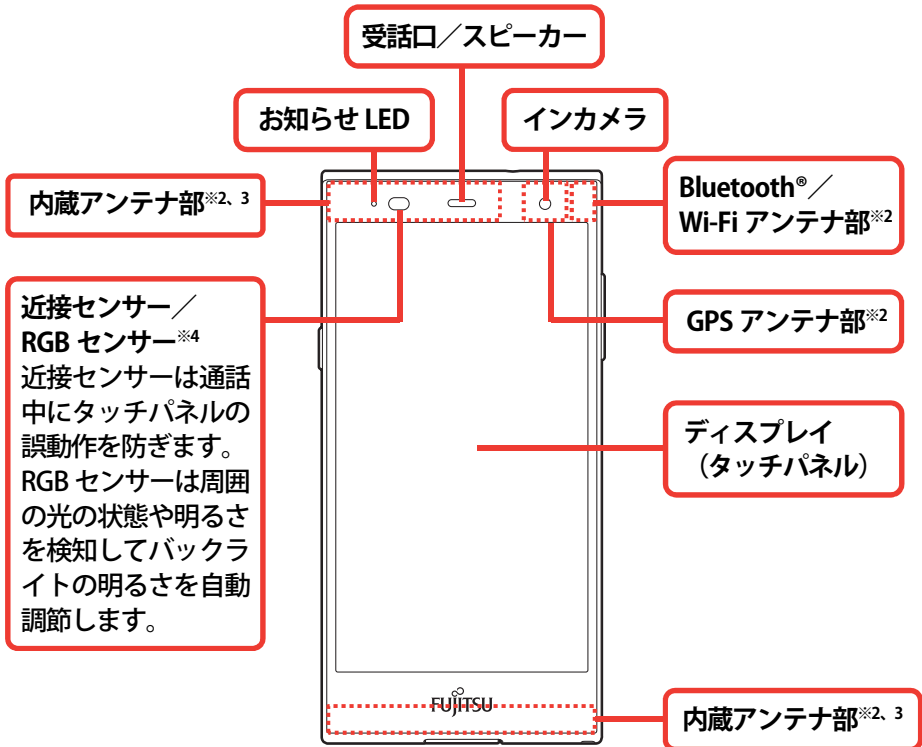 受話口／スピーカー
お知らせ LED
インカメラ
内蔵アンテナ部※2、3
Bluetooth®／
Wi-Fi アンテナ部※2
近接センサー／
RGB センサー※4
近接センサーは通話
中にタッチパネルの
誤動作を防ぎます。
RGB センサーは周囲
の光の状態や明るさ
を検知してバックラ
イトの明るさを自動
調節します。
GPS アンテナ部※2
ディスプレイ
（タッチパネル）
FUJITSU
内蔵アンテナ部※2、3